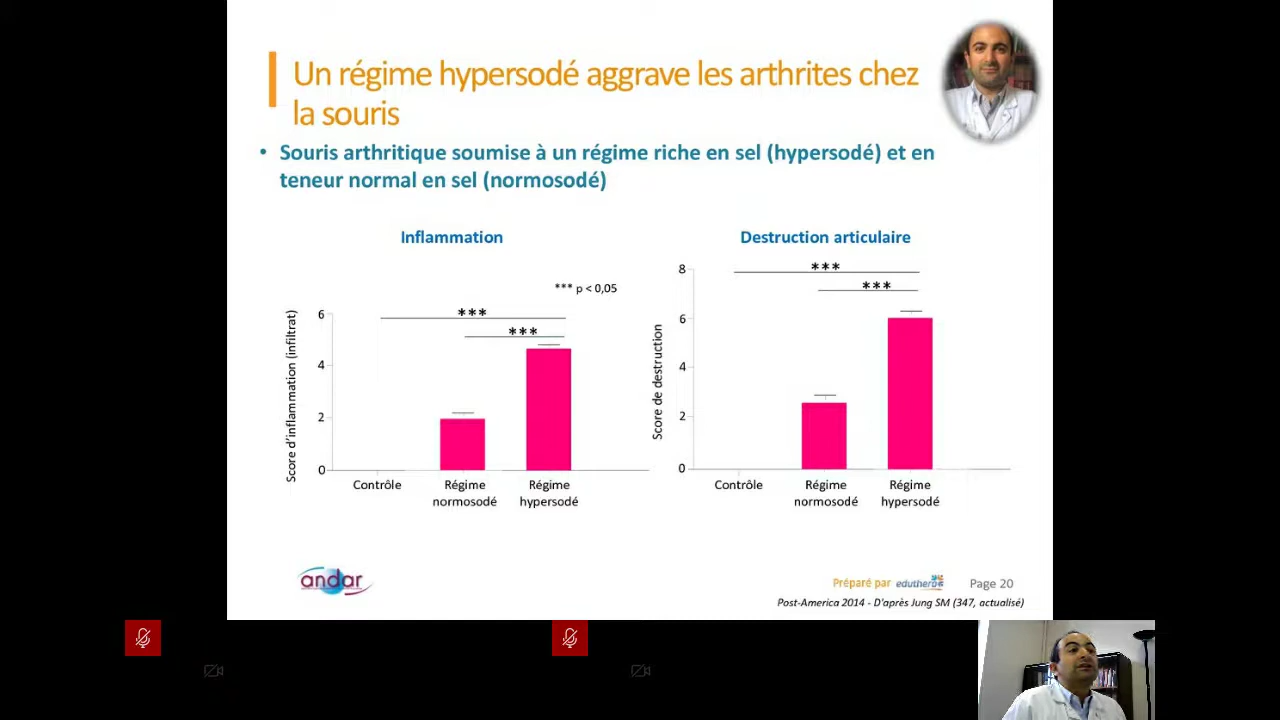 Un régime hypersodé aggrave les arthrites chez
la souris
• Souris arthritique soumise à un régime riche en sel (hypersodé) et en
teneur normal en sel (normosodé)
Inflammation
*** p < 0,05
Score d'inflammation (infiltrat)
6
4
2
0
***
***
Contrôle
Régime
normosodé
Régime
hypersodé
Destruction articulaire
Score de destruction
8
6
4
2
0
***
***
Contrôle
Régime
normosodé
Régime
hypersodé
andar
Préparé par eduthera
Page 20
Post-America 2014 - D'après Jung SM (347, actualisé)